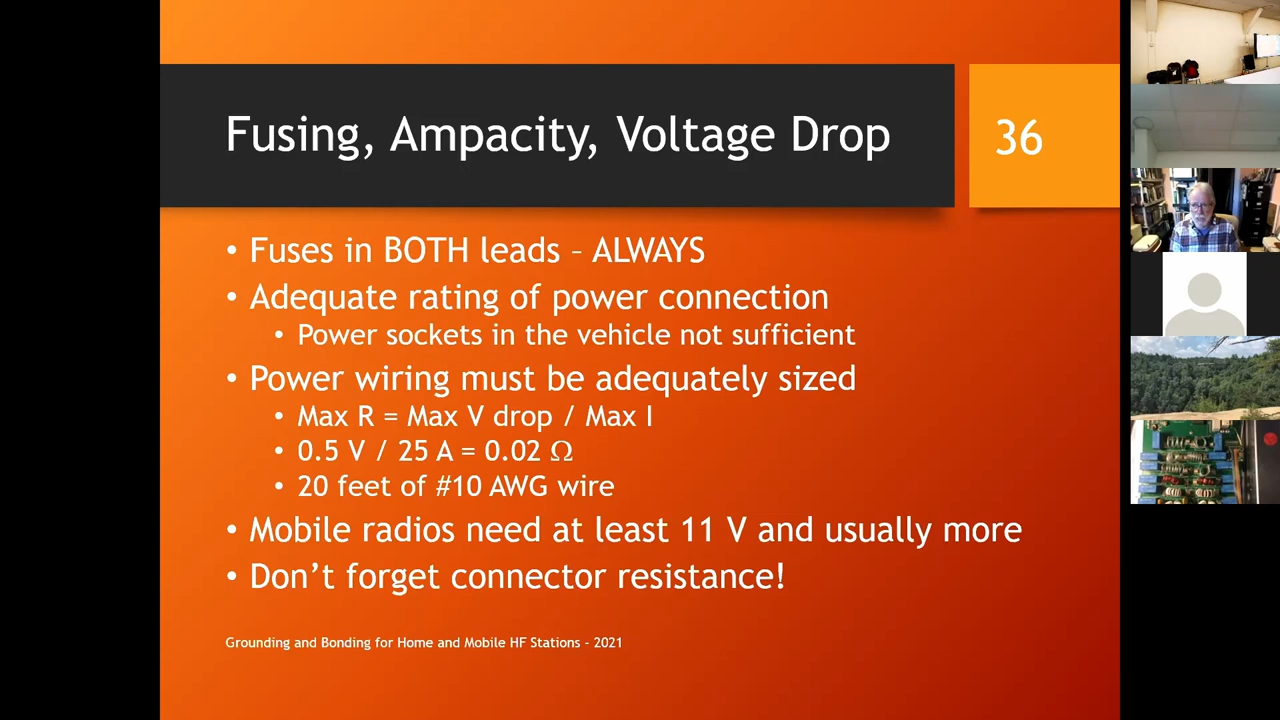 Fusing, Ampacity, Voltage Drop
36
• Fuses in BOTH leads – ALWAYS
• Adequate rating of power connection
• Power sockets in the vehicle not sufficient
• Power wiring must be adequately sized
• Max R = Max V drop / Max I
• 0.5 V / 25 A = 0.02 Ω
• 20 feet of #10 AWG wire
• Mobile radios need at least 11 V and usually more
• Don’t forget connector resistance!
Grounding and Bonding for Home and Mobile HF Stations - 2021